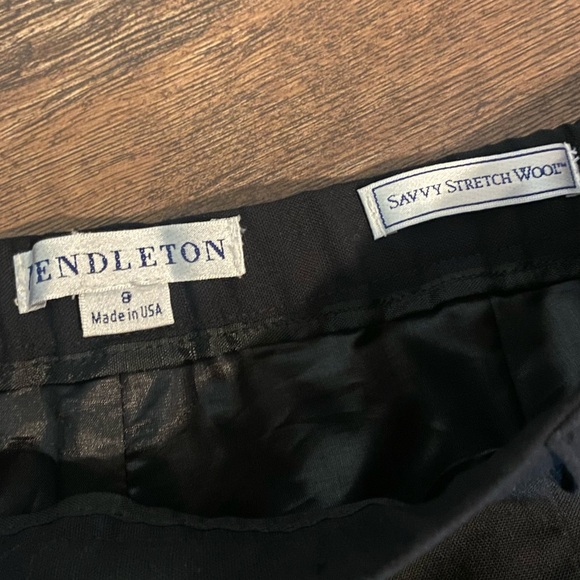 PENDLETON
8
Made in USA
SAVVY STRETCH WOOL™